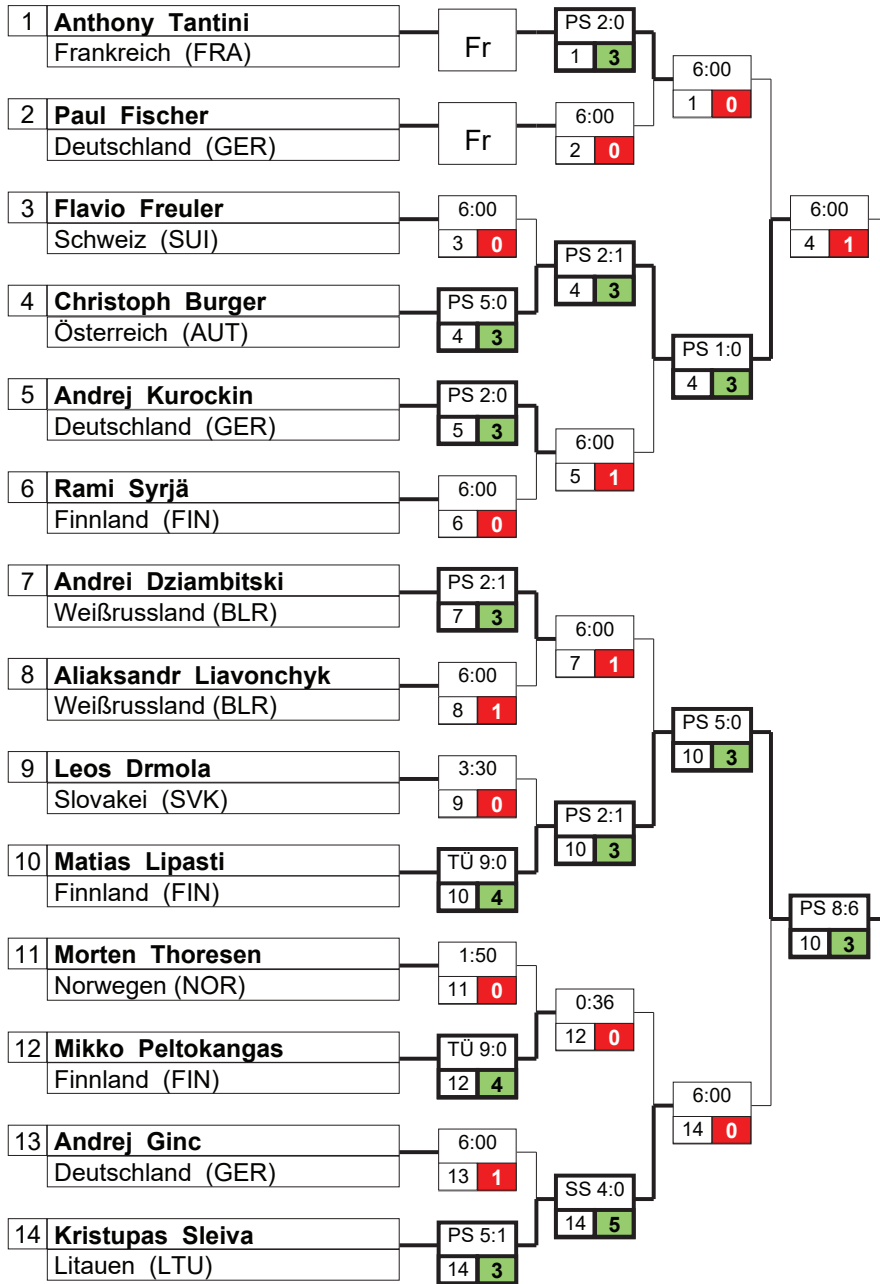 1 Anthony Tantini
Frankreich (FRA)
Fr
PS 2:0
1 3
6:00
1 0
2 Paul Fischer
Deutschland (GER)
Fr
6:00
2 0
3 Flavio Freuler
Schweiz (SUI)
6:00
3 0
PS 2:1
4 3
6:00
4 1
4 Christoph Burger
Österreich (AUT)
PS 5:0
4 3
PS 1:0
4 3
5 Andrej Kurockin
Deutschland (GER)
PS 2:0
5 3
6:00
5 1
6 Rami Syrjä
Finnland (FIN)
6:00
6 0
7 Andrei Dziambitski
Weißrussland (BLR)
PS 2:1
7 3
6:00
7 1
8 Aliaksandr Liavonchyk
Weißrussland (BLR)
6:00
8 1
PS 5:0
10 3
9 Leos Drmola
Slovakei (SVK)
3:30
9 0
PS 2:1
10 3
10 Matias Lipasti
Finnland (FIN)
TÜ 9:0
10 4
PS 8:6
10 3
11 Morten Thoresen
Norwegen (NOR)
1:50
11 0
0:36
12 0
12 Mikko Peltokangas
Finnland (FIN)
TÜ 9:0
12 4
6:00
14 0
13 Andrej Ginc
Deutschland (GER)
6:00
13 1
SS 4:0
14 5
14 Kristupas Sleiva
Litauen (LTU)
PS 5:1
14 3